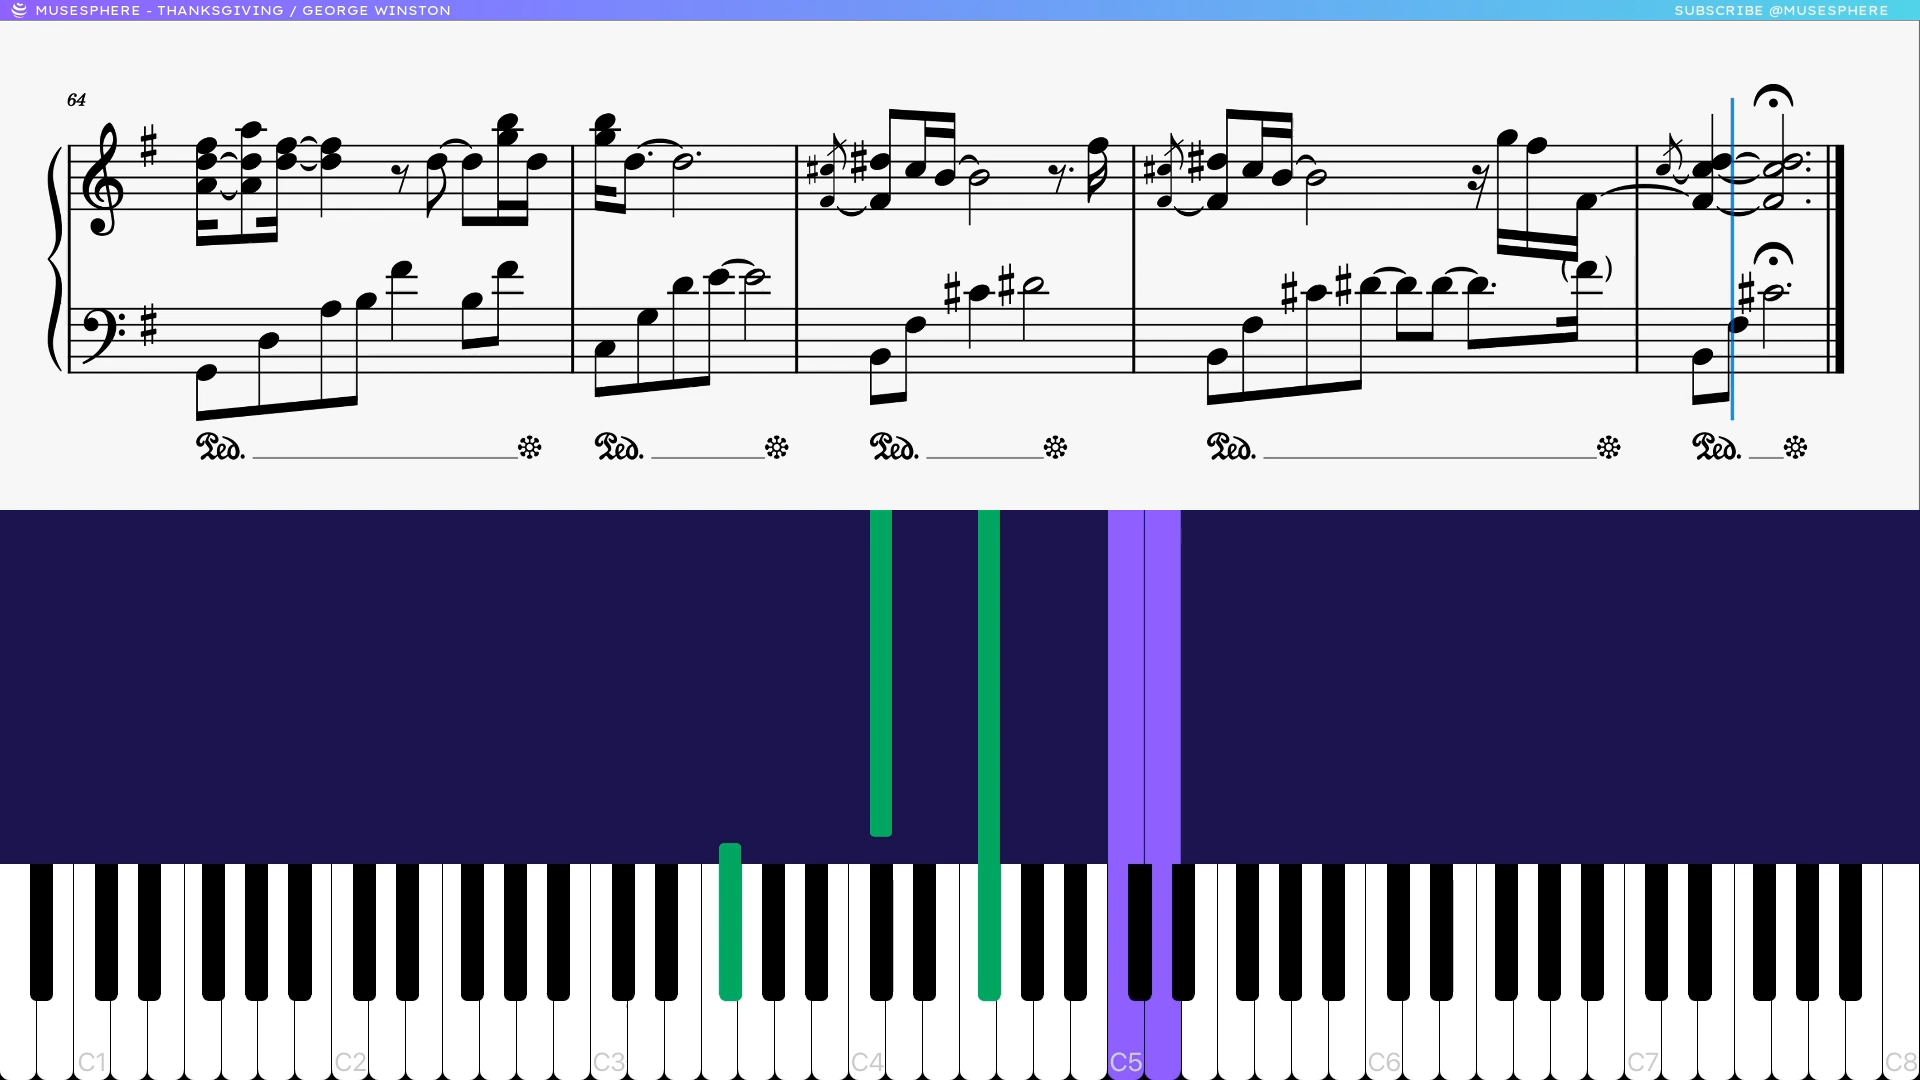 MUSESPHERE - THANKSGIVING / GEORGE WINSTON
SUBSCRIBE @MUSESPHERE
64
Ped. Ped. Ped. Ped. Ped.
C1 C2 C3 C4 C5 C6 C7 C8